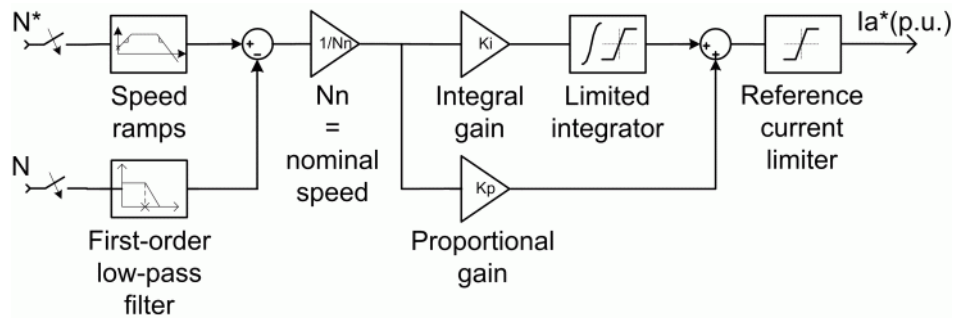 N*
Ia*(p.u.)
+
-
1/Nn
Ki
+
+
Speed
ramps
Nn
=
nominal
speed
Integral
gain
Limited
integrator
Reference
current
limiter
N
Kp
First-order
low-pass
filter
Proportional
gain